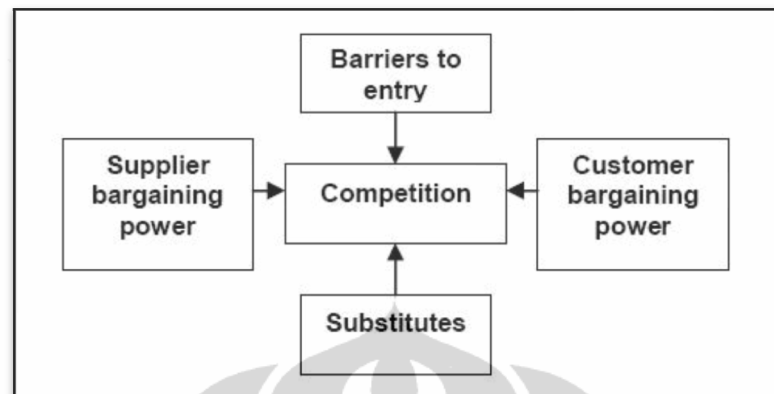 Barriers to
entry
Supplier
bargaining
power
Competition
Customer
bargaining
power
Substitutes